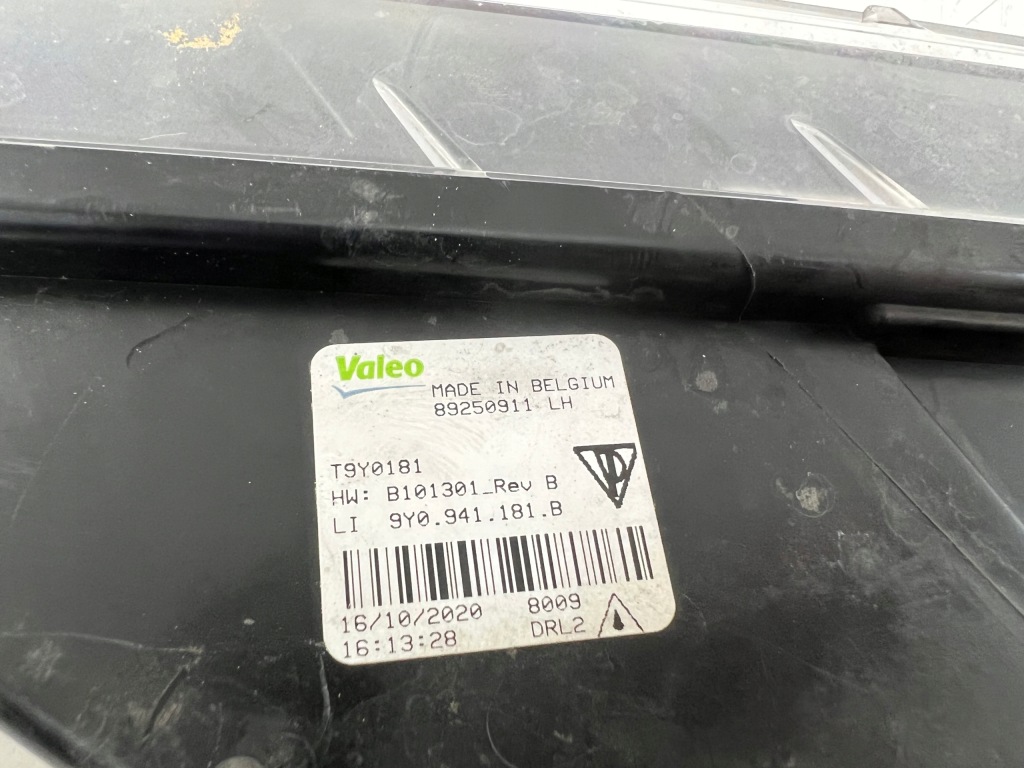 Valeo
MADE IN BELGIUM
89250911 LH
T9Y0181
HW: B101301_Rev B
LI 9Y0.941.181.B
16/10/2020 8009
16:13:28 DRL2